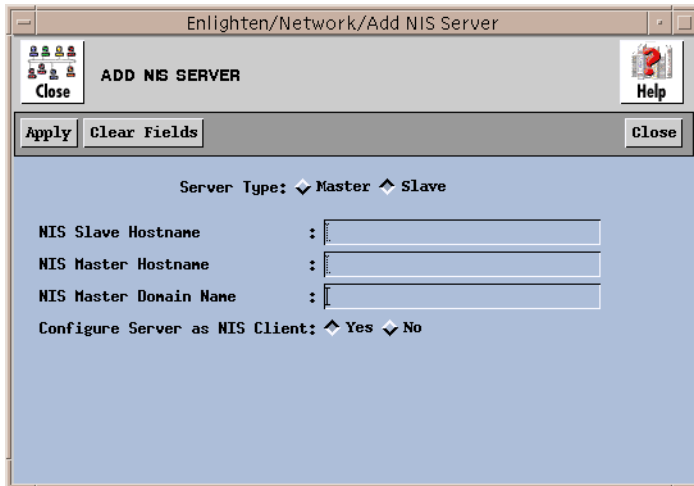 Enlighten/Network/Add NIS Server
Close
ADD NIS SERVER
Help
Apply Clear Fields Close
Server Type: Master Slave
NIS Slave Hostname :
NIS Master Hostname :
NIS Master Domain Name :
Configure Server as NIS Client: Yes No